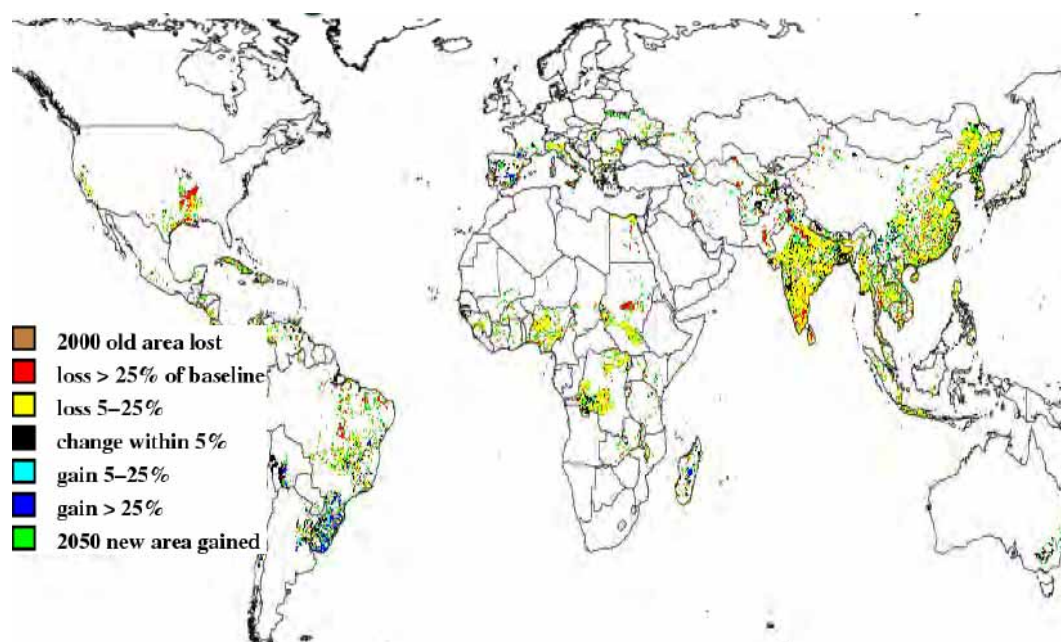 2000 old area lost
loss > 25% of baseline
loss 5–25%
change within 5%
gain 5–25%
gain > 25%
2050 new area gained